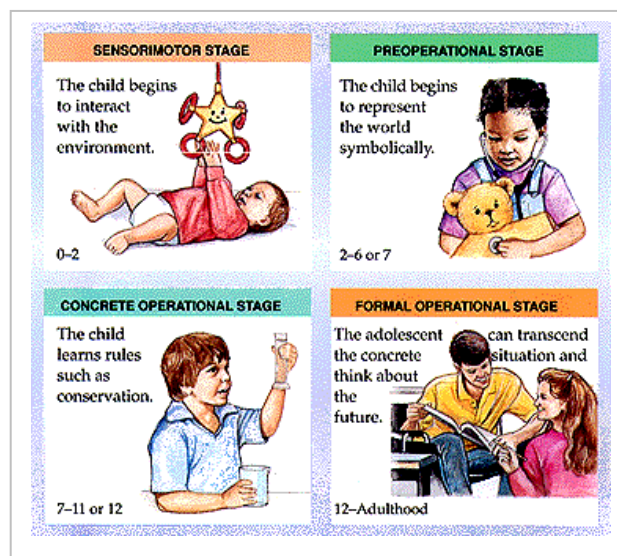 SENSORIMOTOR STAGE
The child begins
to interact
with the
environment.
0–2
PREOPERATIONAL STAGE
The child begins
to represent
the world
symbolically.
2–6 or 7
CONCRETE OPERATIONAL STAGE
The child
learns rules
such as
conservation.
7–11 or 12
FORMAL OPERATIONAL STAGE
The adolescent can transcend
the concrete situation and
think about
the
future.
12–Adulthood